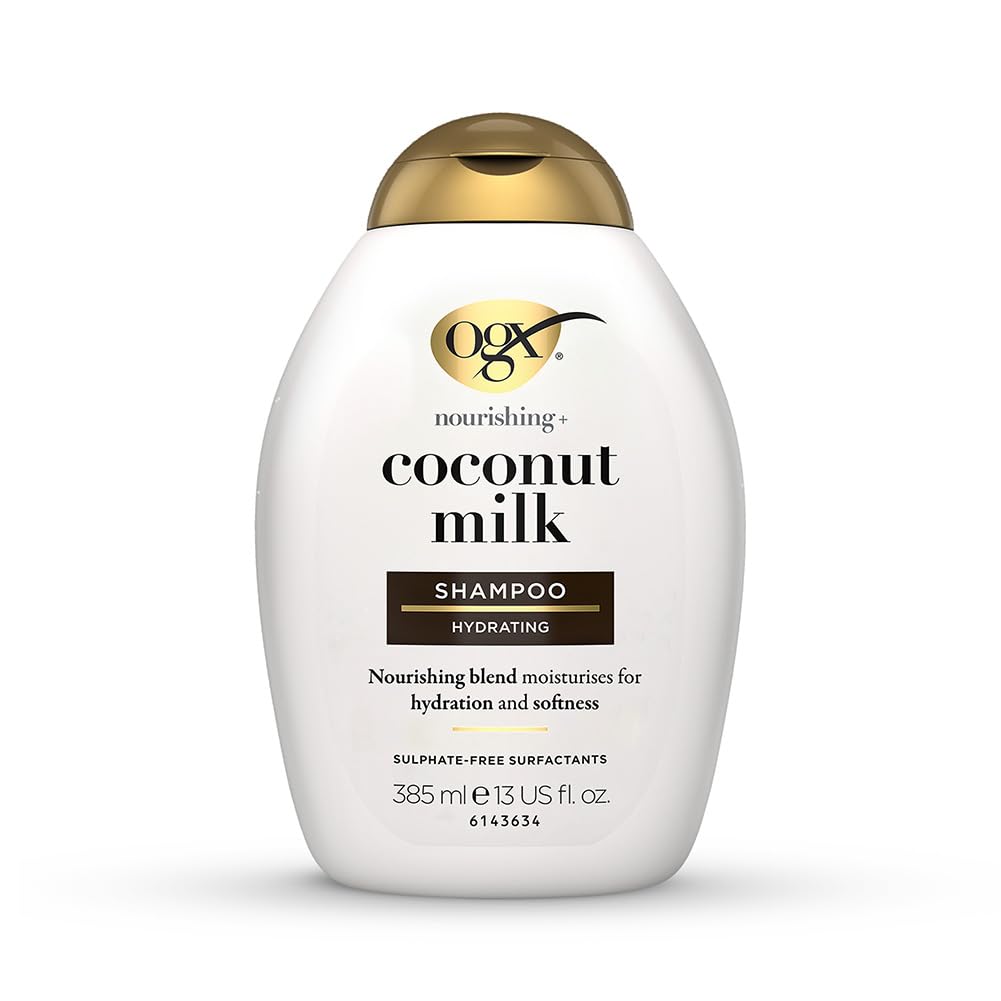 ogx®
nourishing+
coconut
milk
SHAMPOO
HYDRATING
Nourishing blend moisturises for
hydration and softness
SULPHATE-FREE SURFACTANTS
385 ml e 13 US fl. oz.
6143634